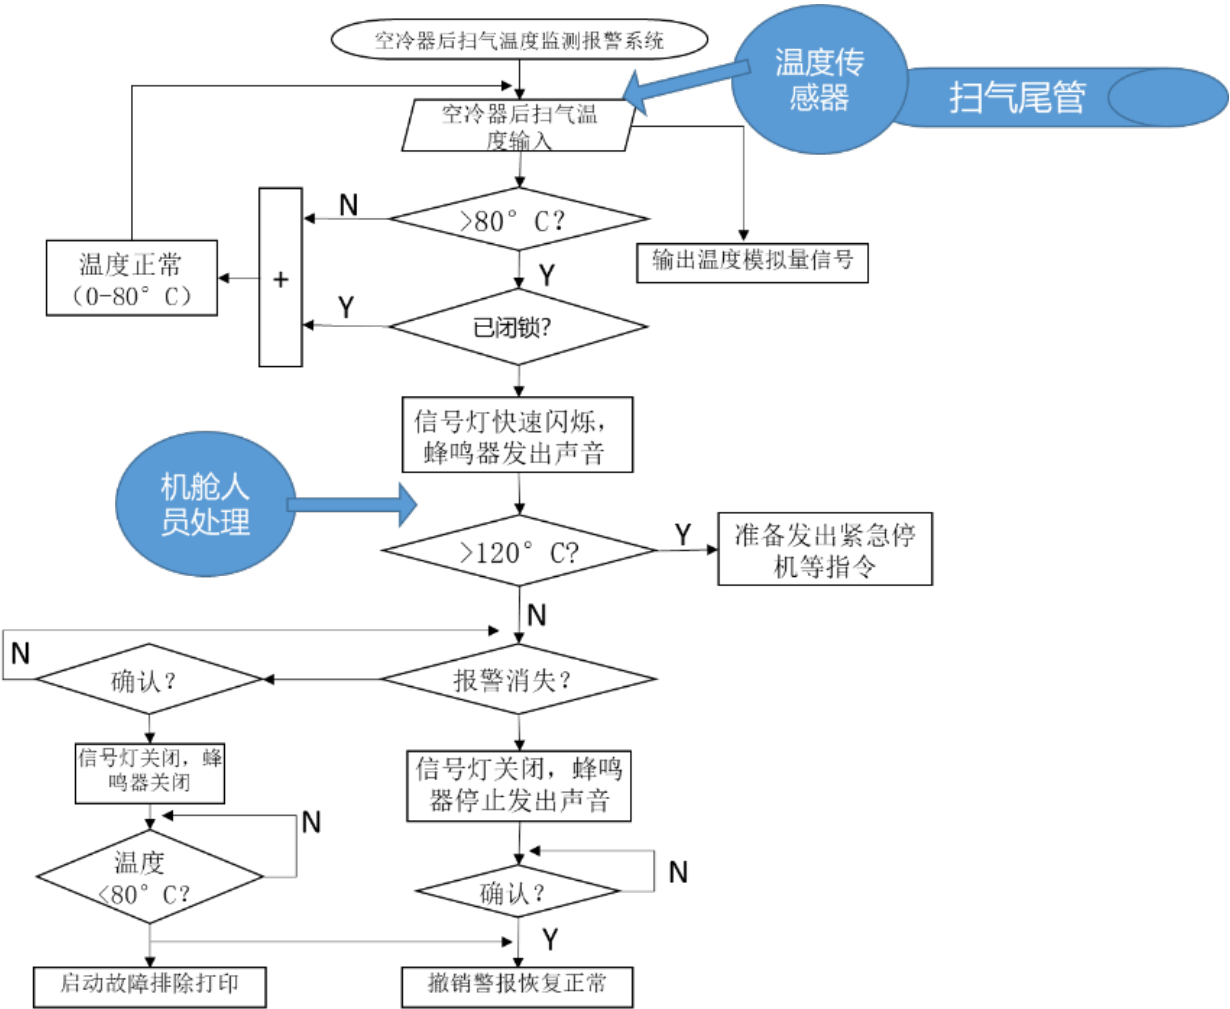 空冷器后扫气温度监测报警系统
温度传
感器
扫气尾管
空冷器后扫气温
度输入
N
>80° C?
温度正常
（0-80° C）
+
输出温度模拟量信号
Y
Y
已闭锁?
信号灯快速闪烁，
蜂鸣器发出声音
机舱人
员处理
>120° C?
Y
准备发出紧急停
机等指令
N
N
确认?
报警消失?
信号灯关闭，蜂
鸣器关闭
信号灯关闭，蜂鸣
器停止发出声音
N
温度
<80° C?
确认?
N
Y
启动故障排除打印
撤销警报恢复正常